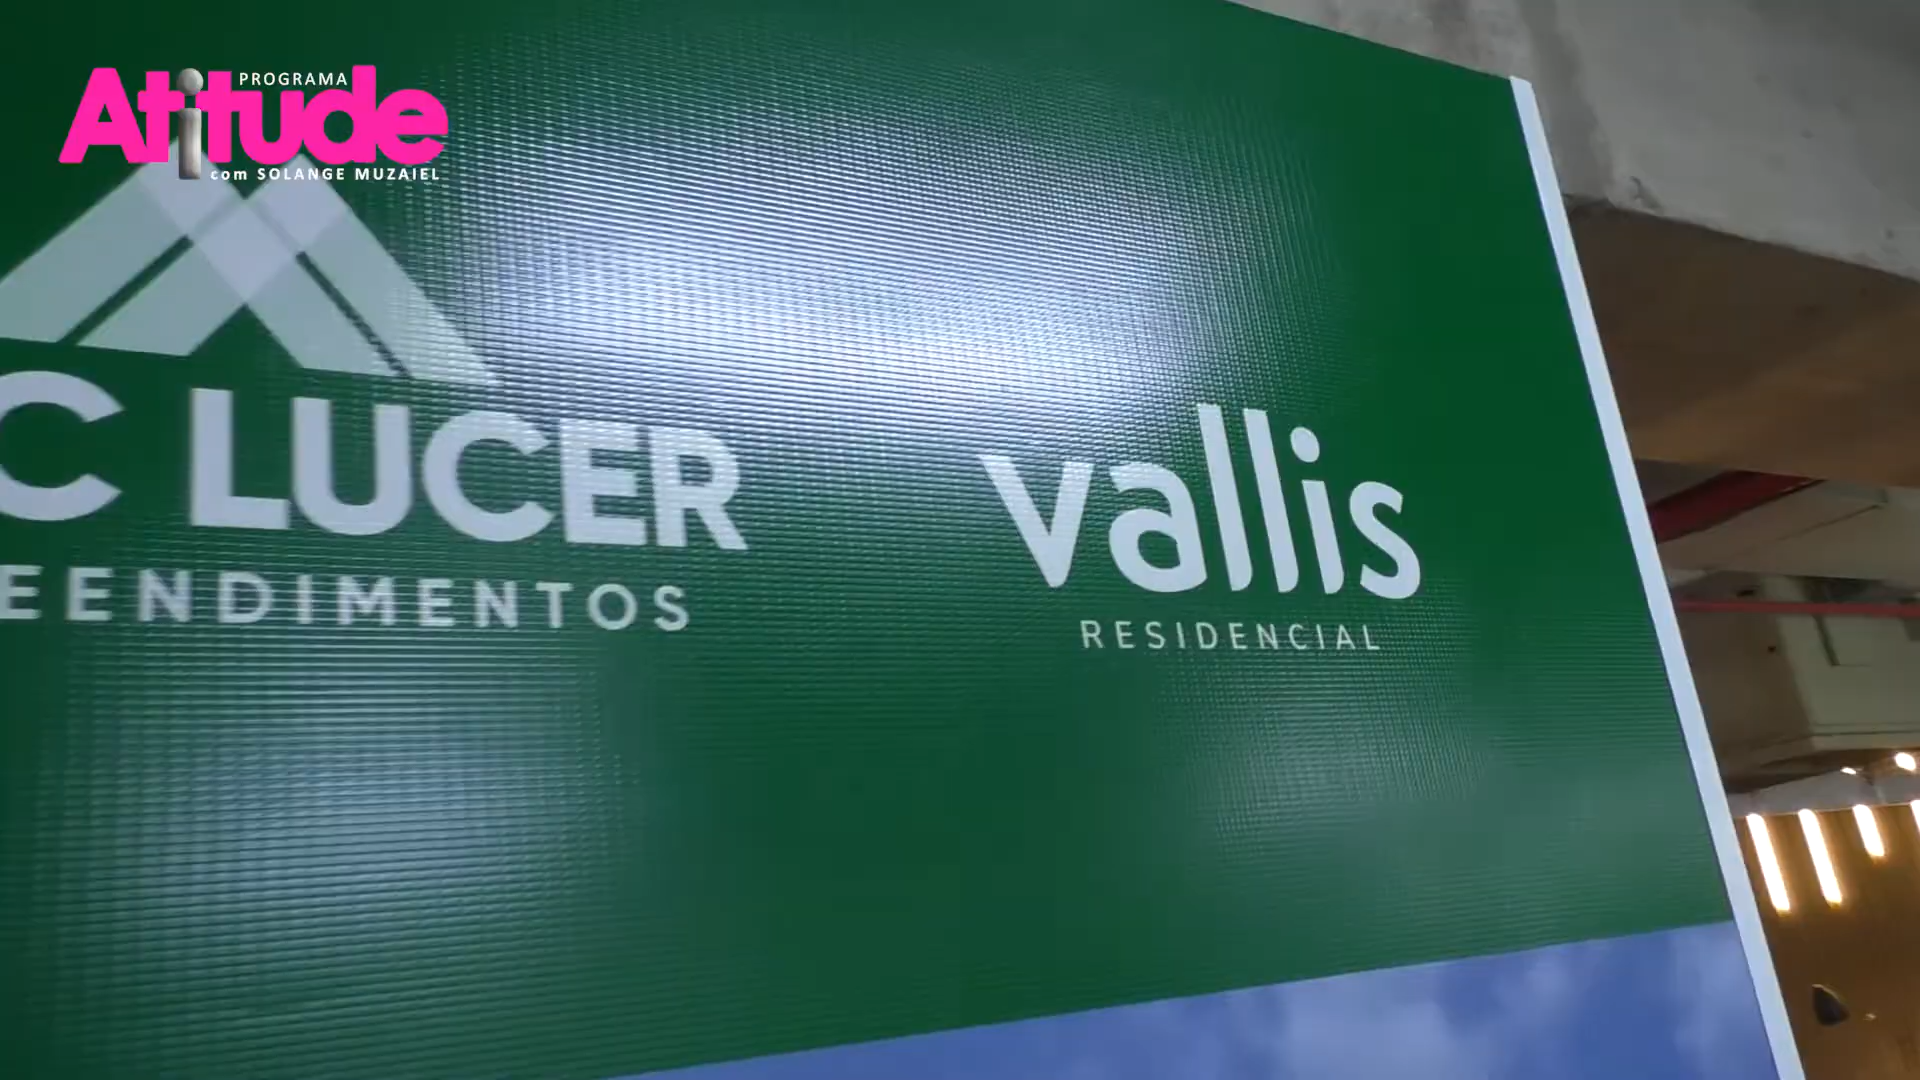 PROGRAMA
Atitude
com SOLANGE MUZAIEL
C LUCER
EENDIMENTOS
vallis
RESIDENCIAL